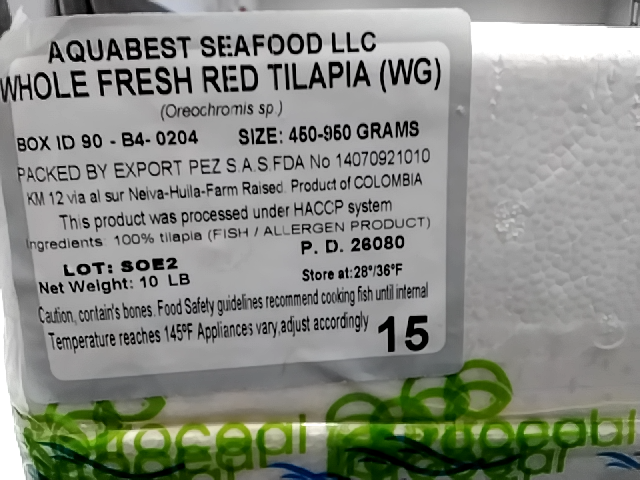 AQUABEST SEAFOOD LLC
WHOLE FRESH RED TILAPIA (WG)
(Oreochromis sp.)
BOX ID 90 - B4- 0204 SIZE: 450-950 GRAMS
PACKED BY EXPORT PEZ S.A.S.FDA No 14070921010
KM 12 via al sur Neiva-Huila-Farm Raised. Product of COLOMBIA
This product was processed under HACCP system
Ingredients: 100% tilapia (FISH / ALLERGEN PRODUCT)
P. D. 26080
LOT: SOE2
Net Weight: 10 LB Store at:28°/36°F
Caution, contain's bones. Food Safety guidelines recommend cooking fish until internal
Temperature reaches 145ºF Appliances vary,adjust accordingly 15